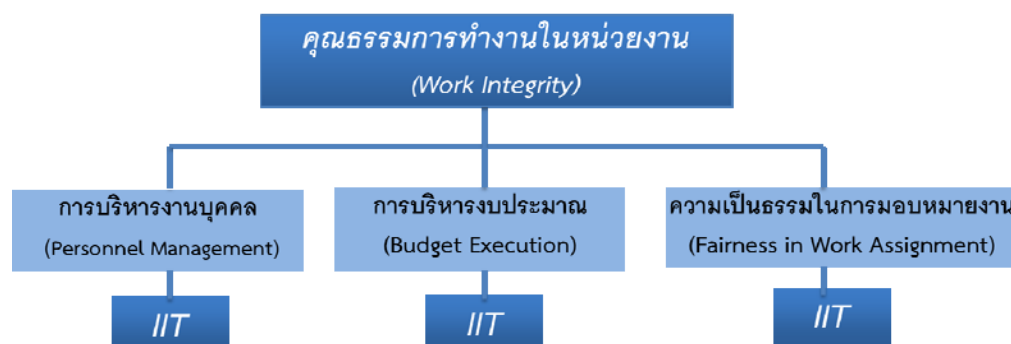 คุณธรรมการทำงานในหน่วยงาน
(Work Integrity)
การบริหารงานบุคคล
(Personnel Management)
การบริหารงบประมาณ
(Budget Execution)
ความเป็นธรรมในการมอบหมายงาน
(Fairness in Work Assignment)
IIT
IIT
IIT